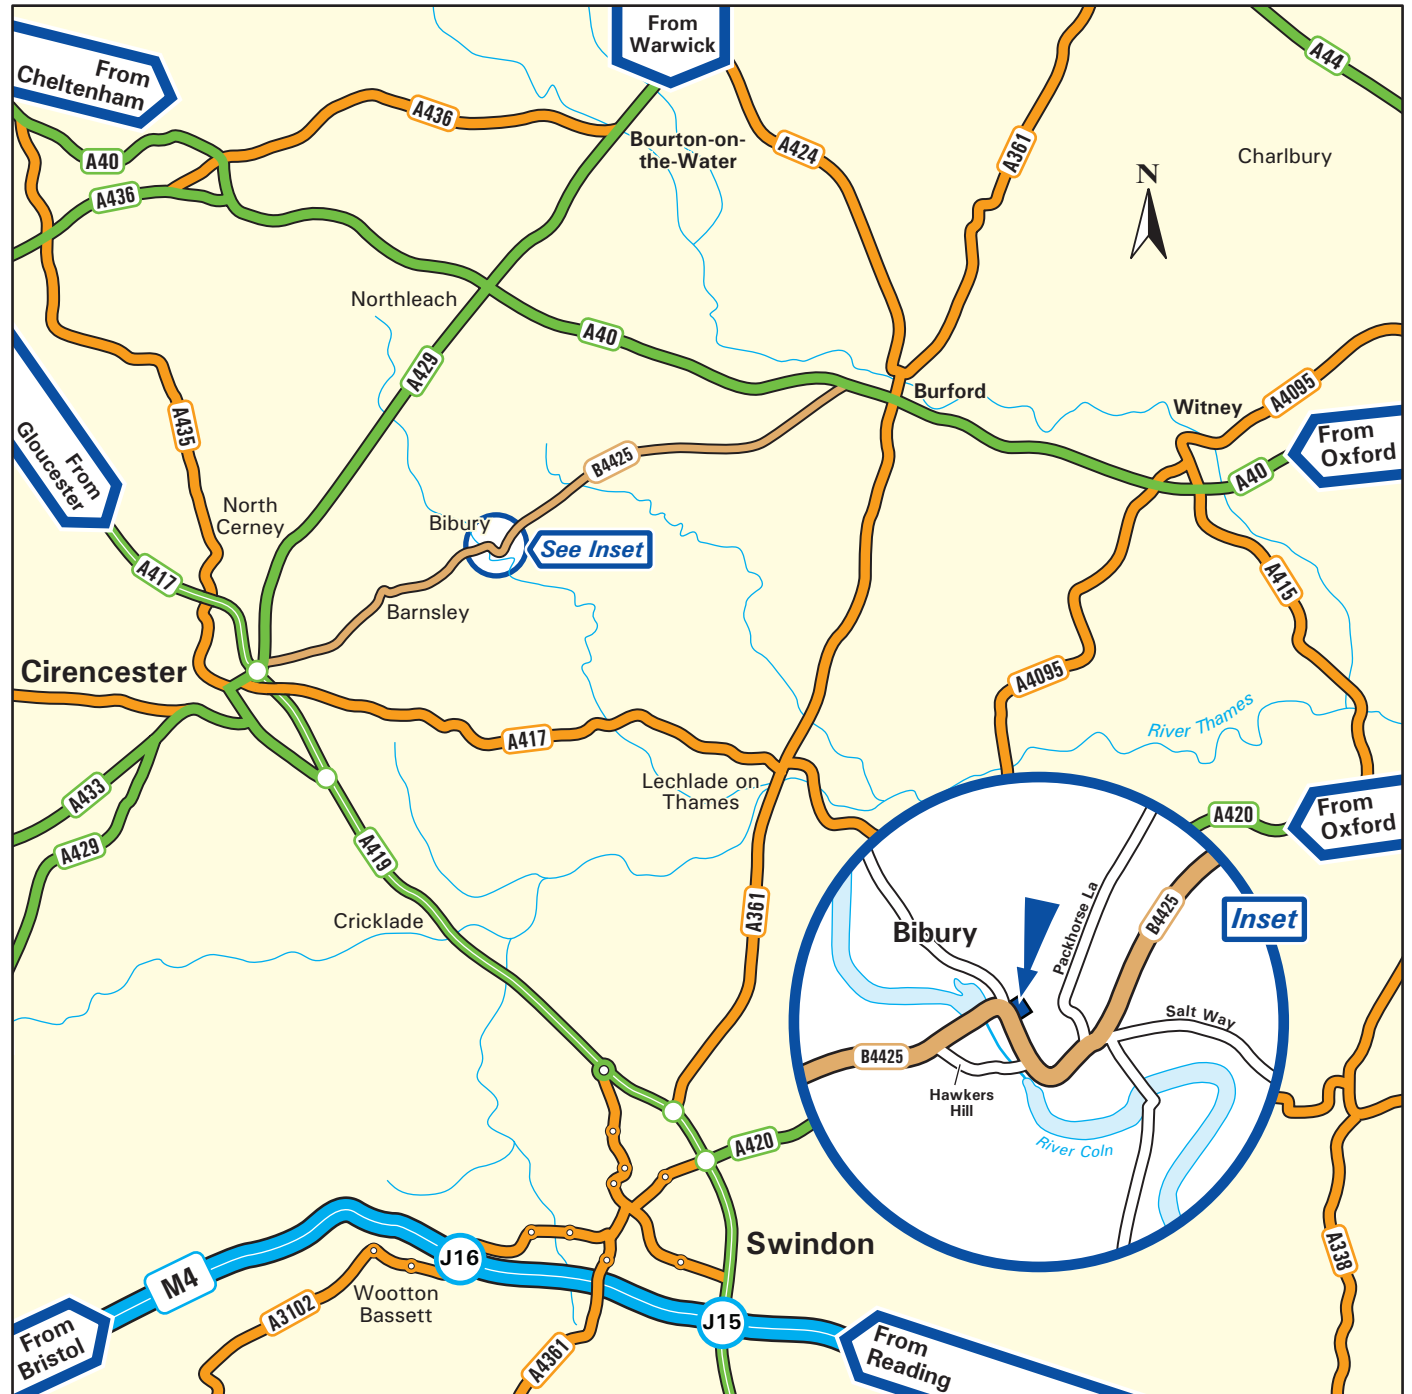 From
Warwick
From
Cheltenham
A44
A436
A424
A361
Bourton-on-
the-Water
Charlbury
A40
A436
N
Northleach
A40
A429
Burford
A4095
Witney
A435
From
Gloucester
From
Oxford
B4425
A40
North
Cerney
Bibury
See Inset
A417
A415
Barnsley
Cirencester
A4095
River Thames
A417
Lechlade on
Thames
A433
A429
A419
A420
From
Oxford
Cricklade
A361
Inset
Bibury
Packhorse La
B4425
Salt Way
B4425
Hawkers
Hill
River Coln
A420
Swindon
A338
M4
J16
Wootton
Bassett
A3102
J15
From
Bristol
A4361
From
Reading